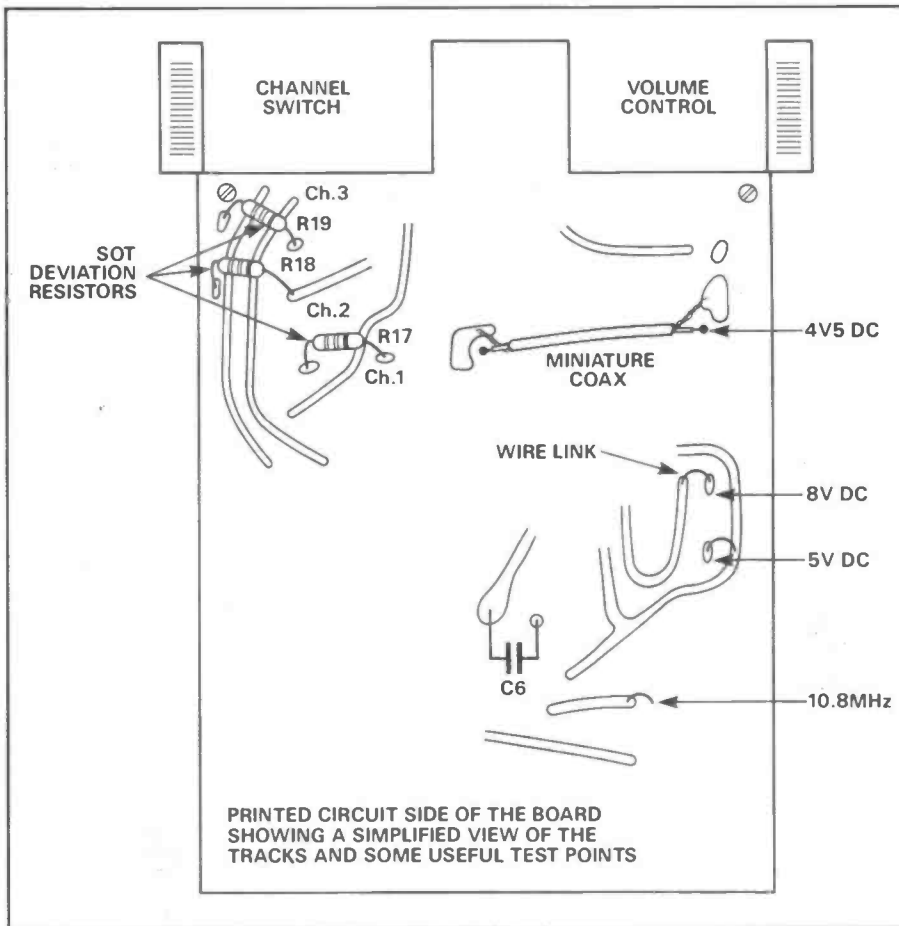 CHANNEL
SWITCH
VOLUME
CONTROL
Ch.3
R19
SOT
DEVIATION
RESISTORS
R18
Ch.2
R17
Ch.1
4V5 DC
MINIATURE
COAX
WIRE LINK
8V DC
5V DC
C6
10.8MHz
PRINTED CIRCUIT SIDE OF THE BOARD
SHOWING A SIMPLIFIED VIEW OF THE
TRACKS AND SOME USEFUL TEST POINTS